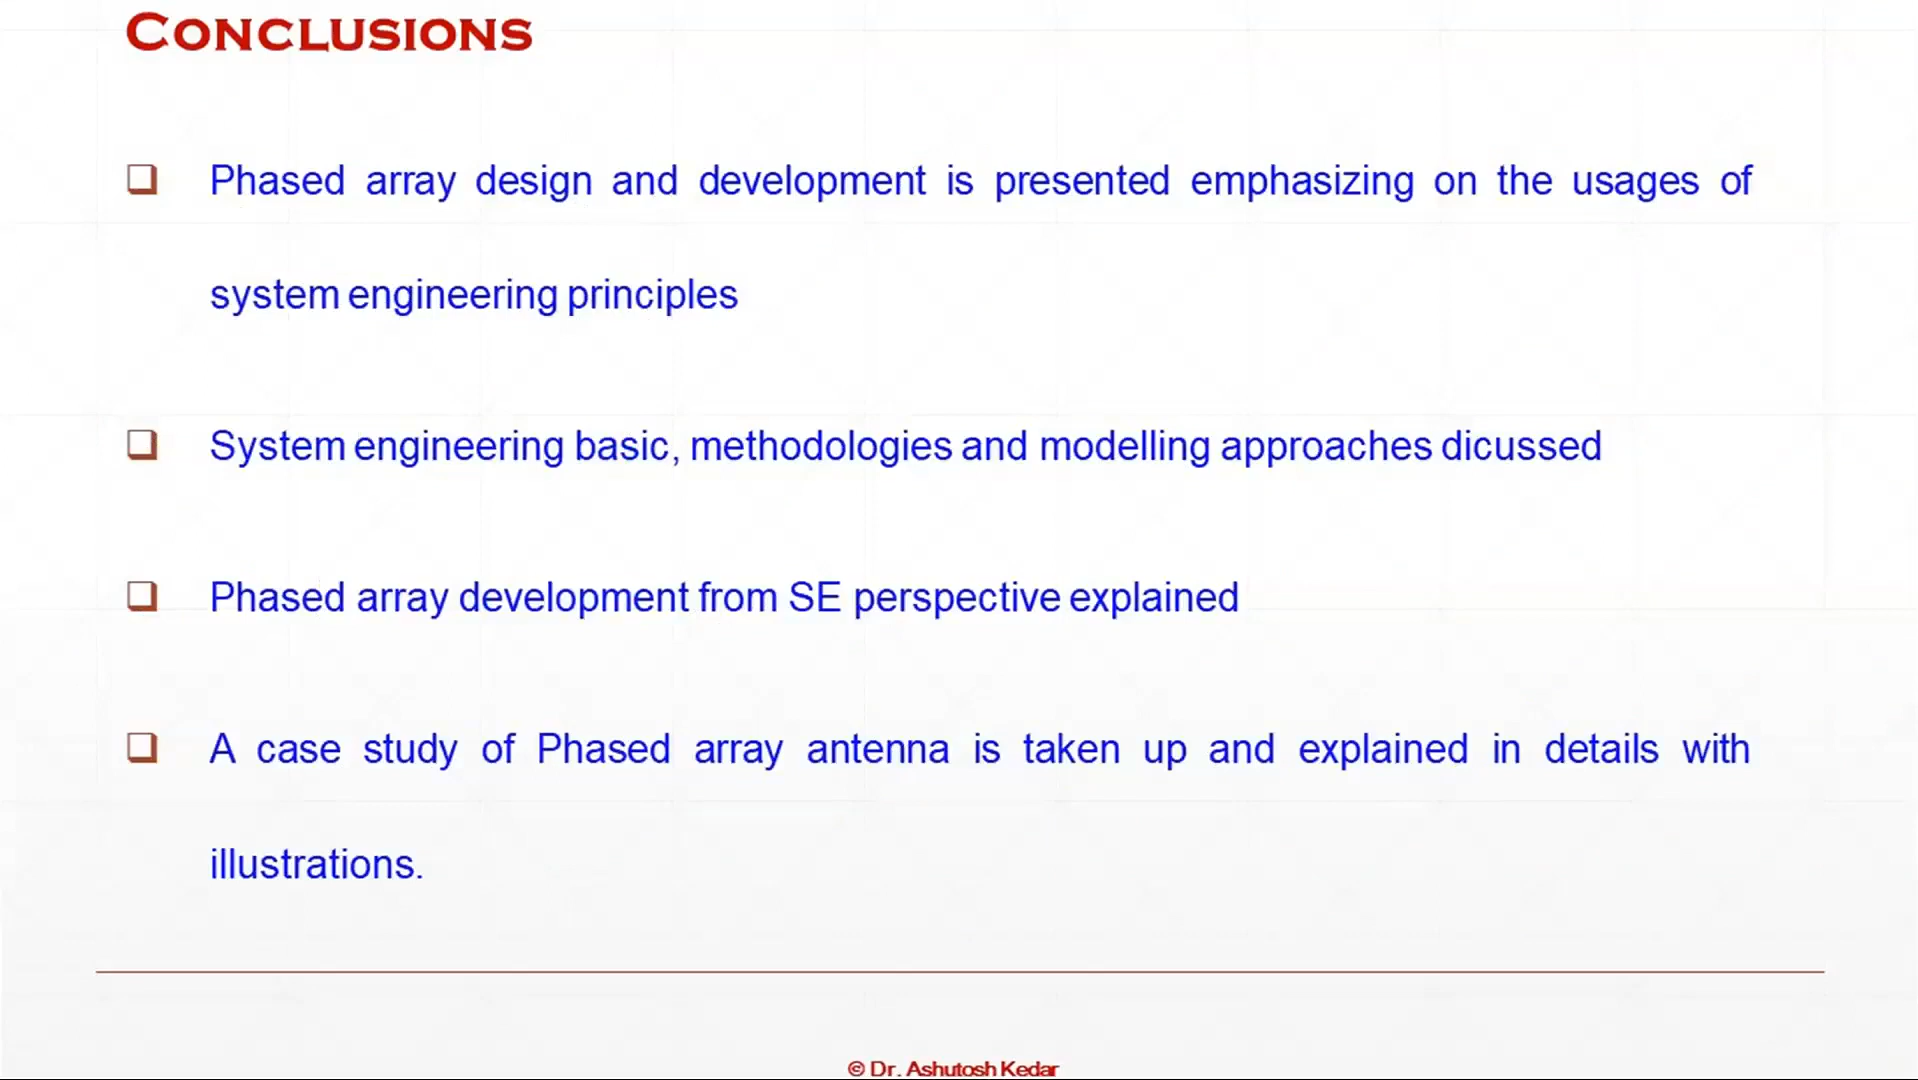 CONCLUSIONS
Phased array design and development is presented emphasizing on the usages of
system engineering principles
System engineering basic, methodologies and modelling approaches dicussed
Phased array development from SE perspective explained
A case study of Phased array antenna is taken up and explained in details with
illustrations.
© Dr. Ashutosh Kedar